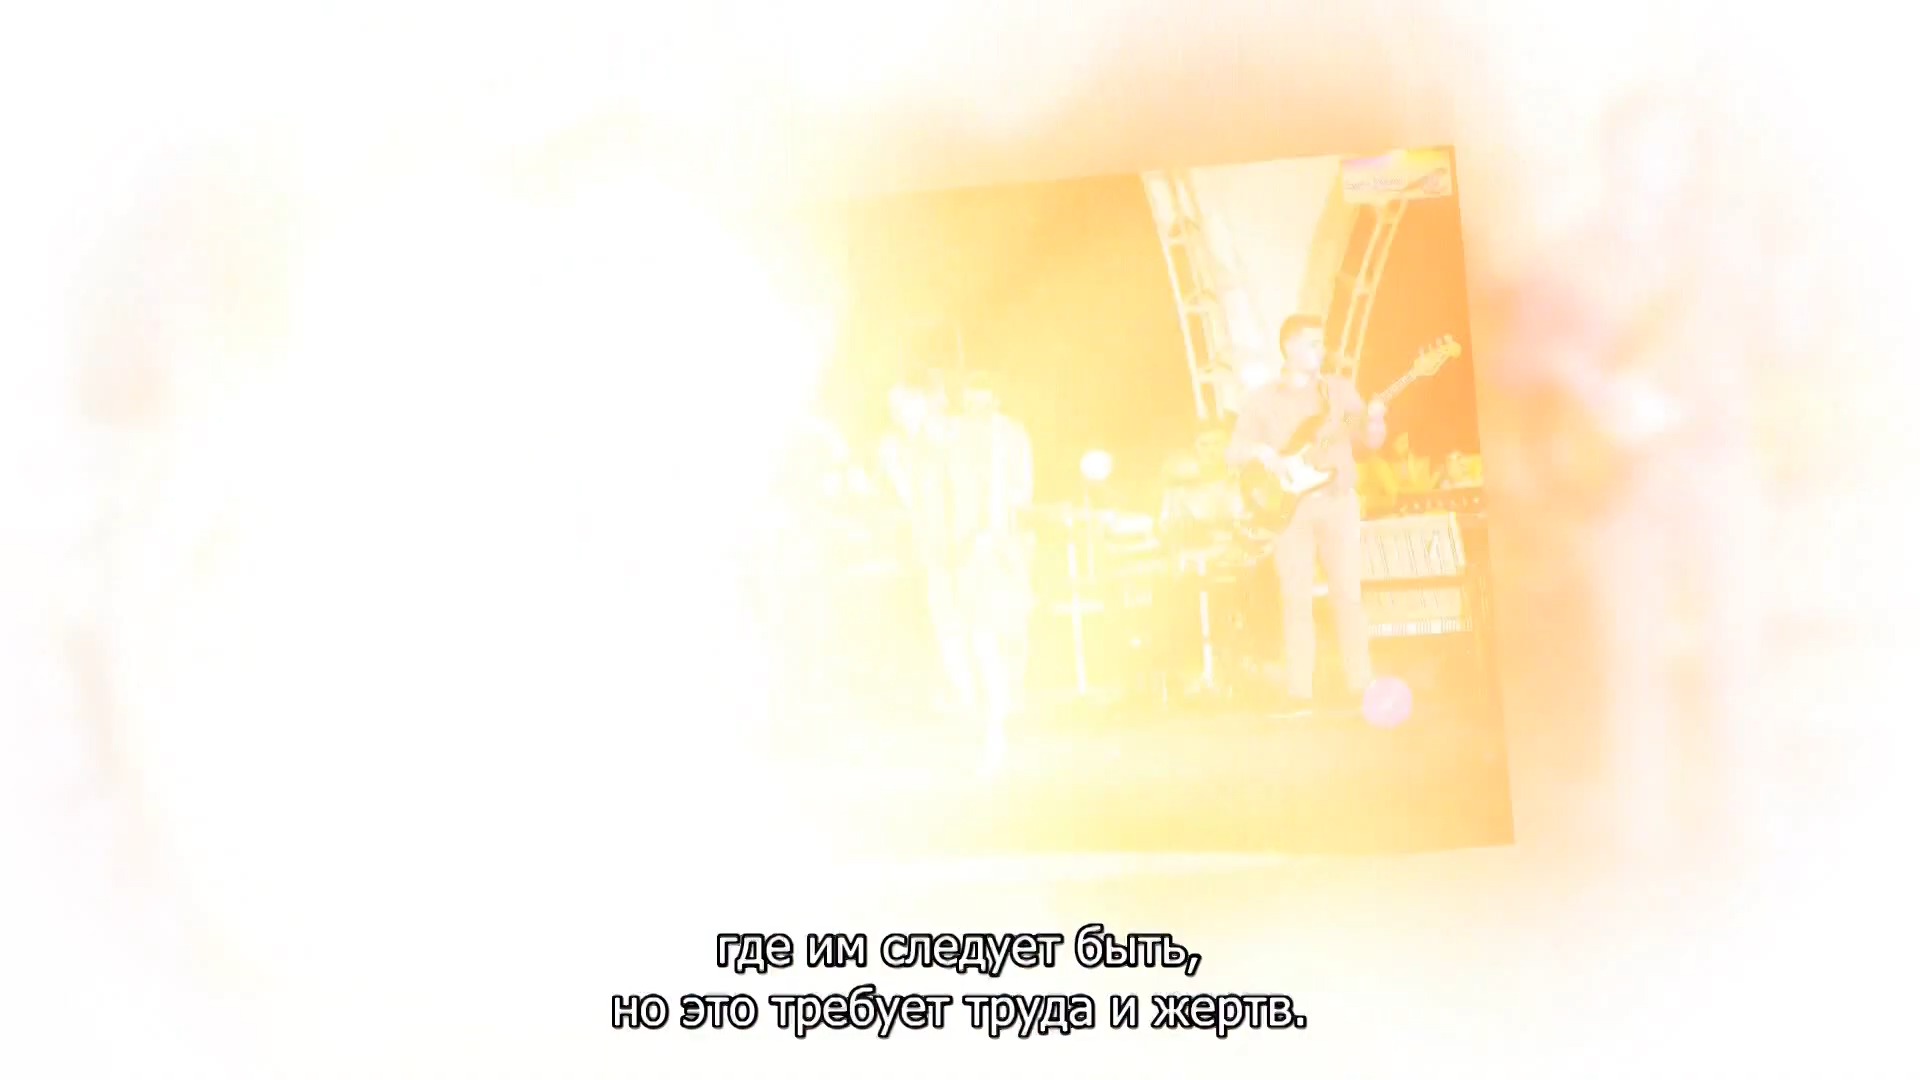 где им следует быть,
но это требует труда и жертв.